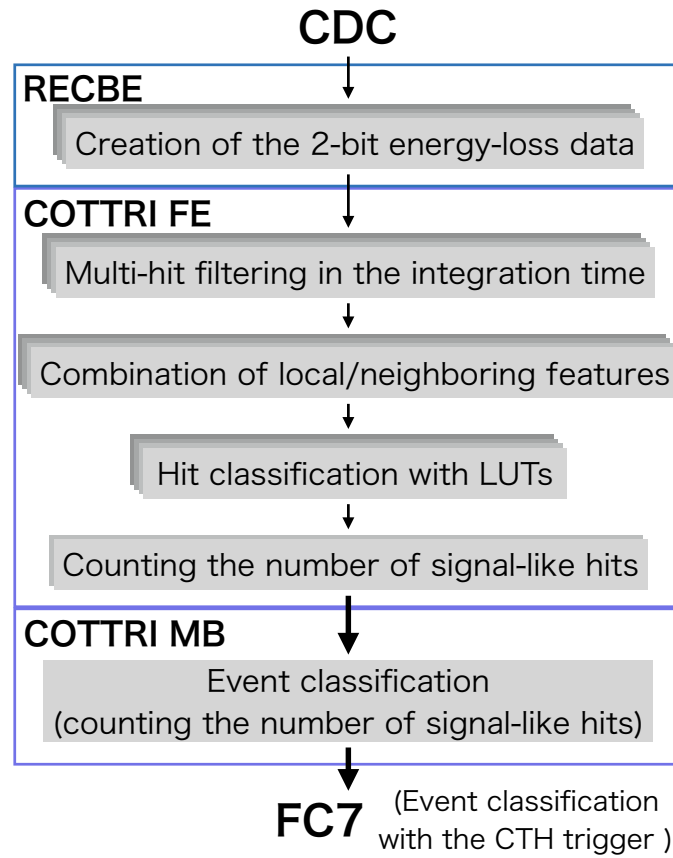 CDC
RECBE
Creation of the 2-bit energy-loss data
COTTRI FE
Multi-hit filtering in the integration time
Combination of local/neighboring features
Hit classification with LUTs
Counting the number of signal-like hits
COTTRI MB
Event classification
(counting the number of signal-like hits)
FC7
(Event classification
with the CTH trigger )